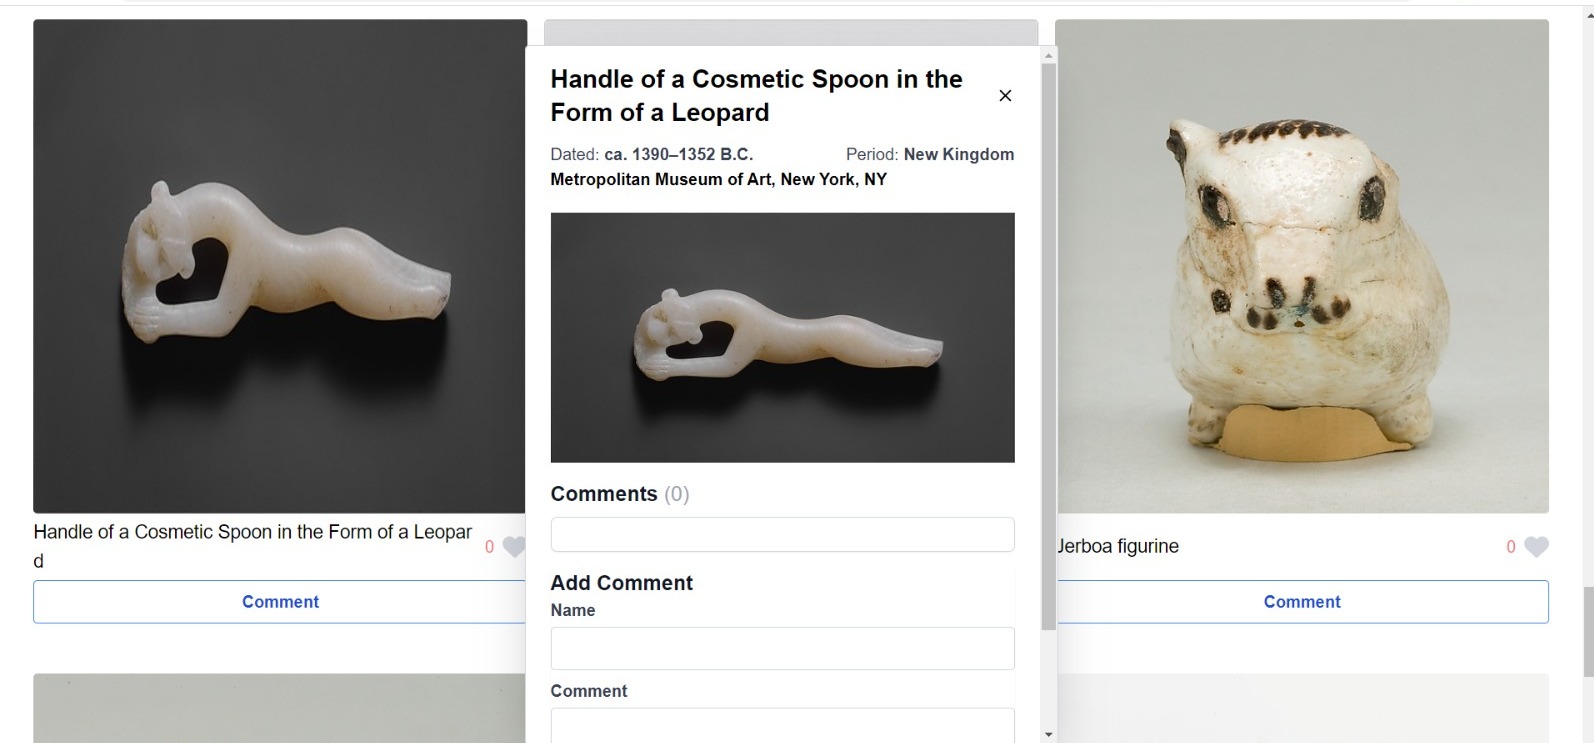 Handle of a Cosmetic Spoon in the
Form of a Leopard
Dated: ca. 1390–1352 B.C. Period: New Kingdom
Metropolitan Museum of Art, New York, NY
Comments (0)
Add Comment
Name
Comment
Handle of a Cosmetic Spoon in the Form of a Leopar
d
0
Comment
Jerboa figurine
0
Comment